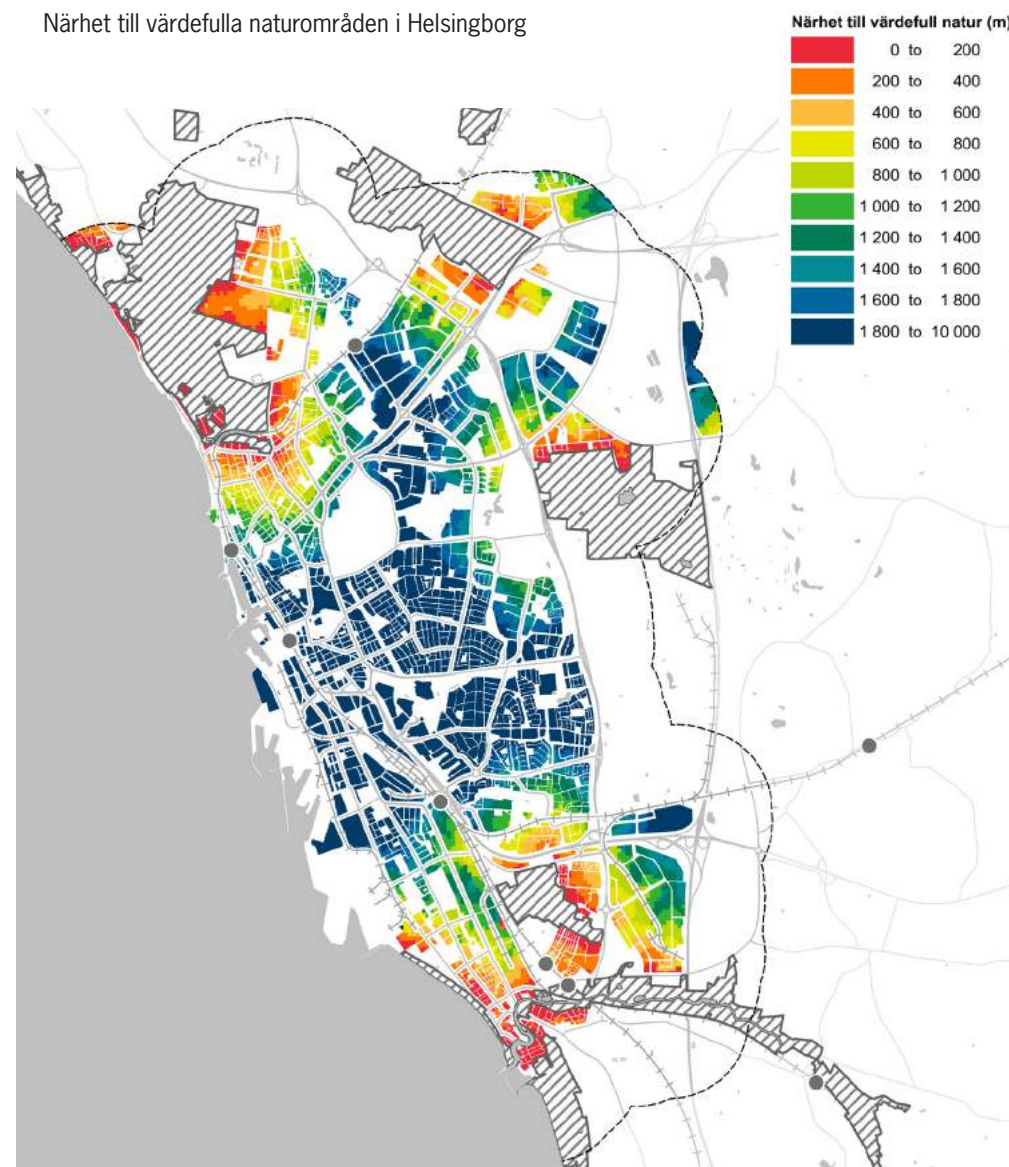 Närhet till värdefulla naturområden i Helsingborg
Närhet till värdefull natur (m)
0 to 200
200 to 400
400 to 600
600 to 800
800 to 1 000
1 000 to 1 200
1 200 to 1 400
1 400 to 1 600
1 600 to 1 800
1 800 to 10 000